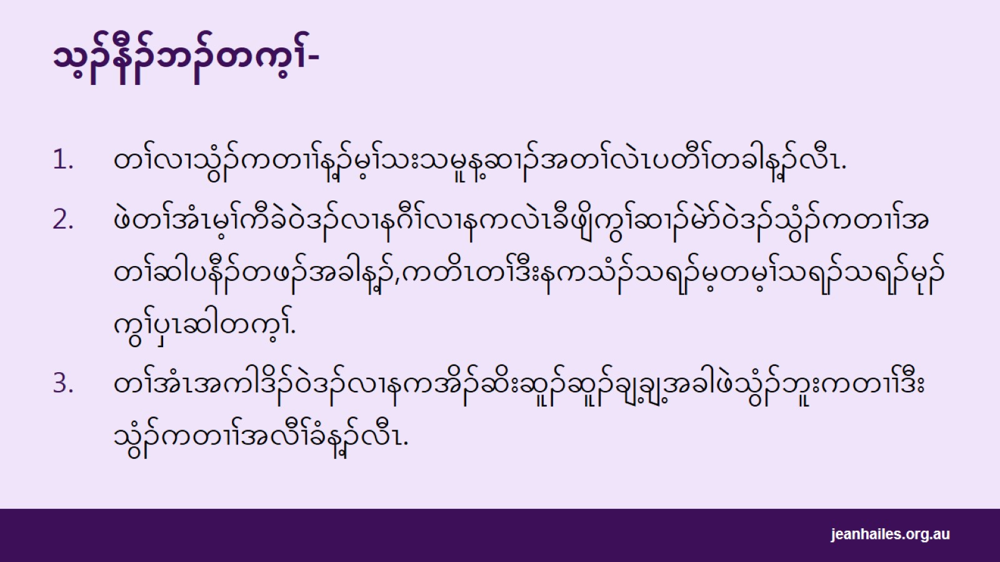 သ့ၣ်နီၣ်ဘၣ်တက့ၢ်-
1. တၢ်လၢသွံၣ်ကတၢၢ်န့ၣ်မ့ၢ်သးသမူန့ဆၢၣ်အတၢ်လဲၤပတီၢ်တခါန့ၣ်လီၤ.
2. ဖဲတၢ်အံၤမ့ၢ်ကီခဲဝဲဒၣ်လၢနဂီၢ်လၢနကလဲၤခီဖျိကွၢ်ဆၢၣ်မဲာ်ဝဲဒၣ်သွံၣ်ကတၢၢ်အ
တၢ်ဆါပနီၣ်တဖၣ်အခါန့ၣ်,ကတိၤတၢ်ဒီးနကသံၣ်သရၣ်မ့တမ့ၢ်သရၣ်သရၣ်မုၣ်
ကွၢ်ပှၤဆါတက့ၢ်.
3. တၢ်အံၤအကါဒိၣ်ဝဲဒၣ်လၢနကအိၣ်ဆိးဆူၣ်ဆူၣ်ချ့ချ့အခါဖဲသွံၣ်ဘူးကတၢၢ်ဒီး
သွံၣ်ကတၢၢ်အလီၢ်ခံန့ၣ်လီၤ.
jeanhailes.org.au